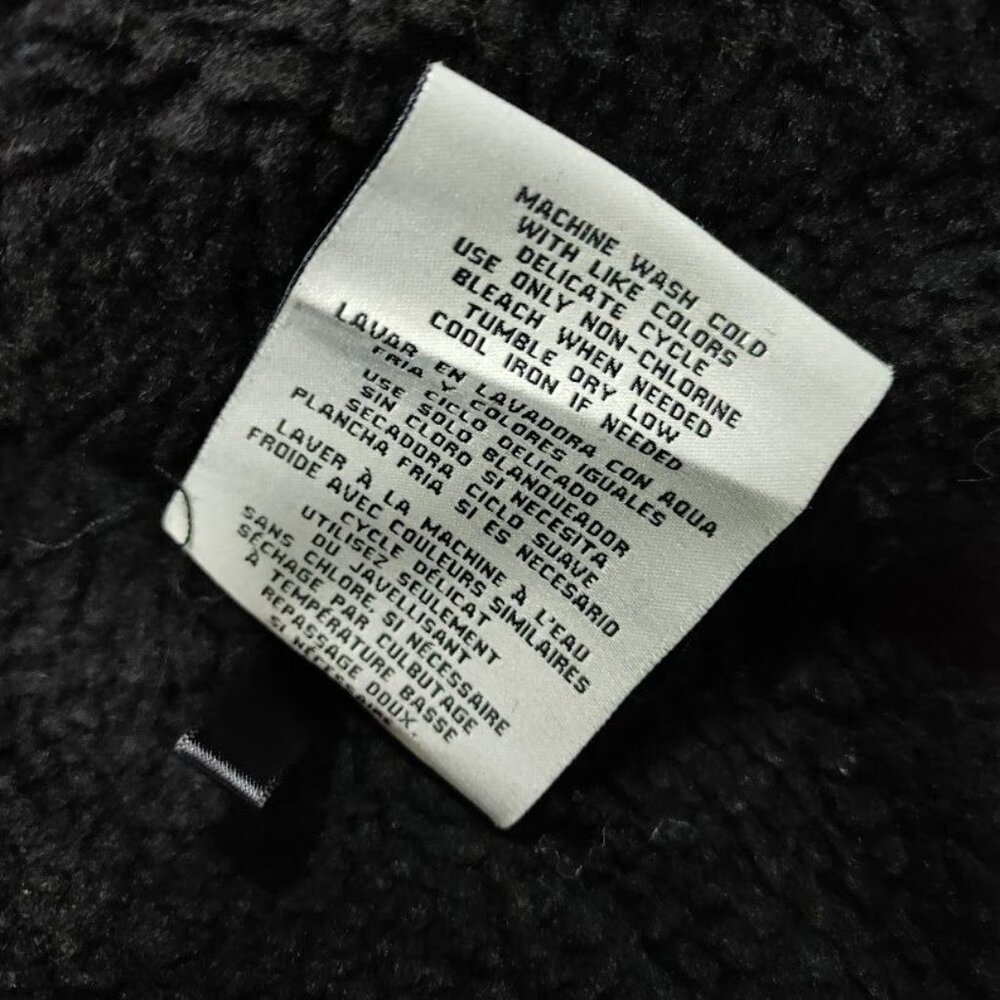 MACHINE WASH COLD
WITH LIKE COLORS
DELICATE CYCLE
USE ONLY NON-CHLORINE
BLEACH WHEN NEEDED
TUMBLE DRY LOW
COOL IRON IF NEEDED
LAVAR EN LAVADORA CON AQUA
FRIA Y COLORES IGUALES
USE CICLO DELICADO
SIN SOLO BLANQUEADOR
SIN CLORO SI NECESITA
SECADORA CICLO SUAVE
PLANCHA FRIA SI ES NECESARIO
LAVER À LA MACHINE À L'EAU
FROIDE AVEC COULEURS SIMILAIRES
CYCLE DÉLICAT
UTILISEZ SEULEMENT
DU JAVELLISANT
SANS CHLORE, SI NÉCESSAIRE
SÉCHAGE PAR CULBUTAGE
À TEMPÉRATURE BASSE
REPASSAGE DOUX.
SI NÉCESSAIRE